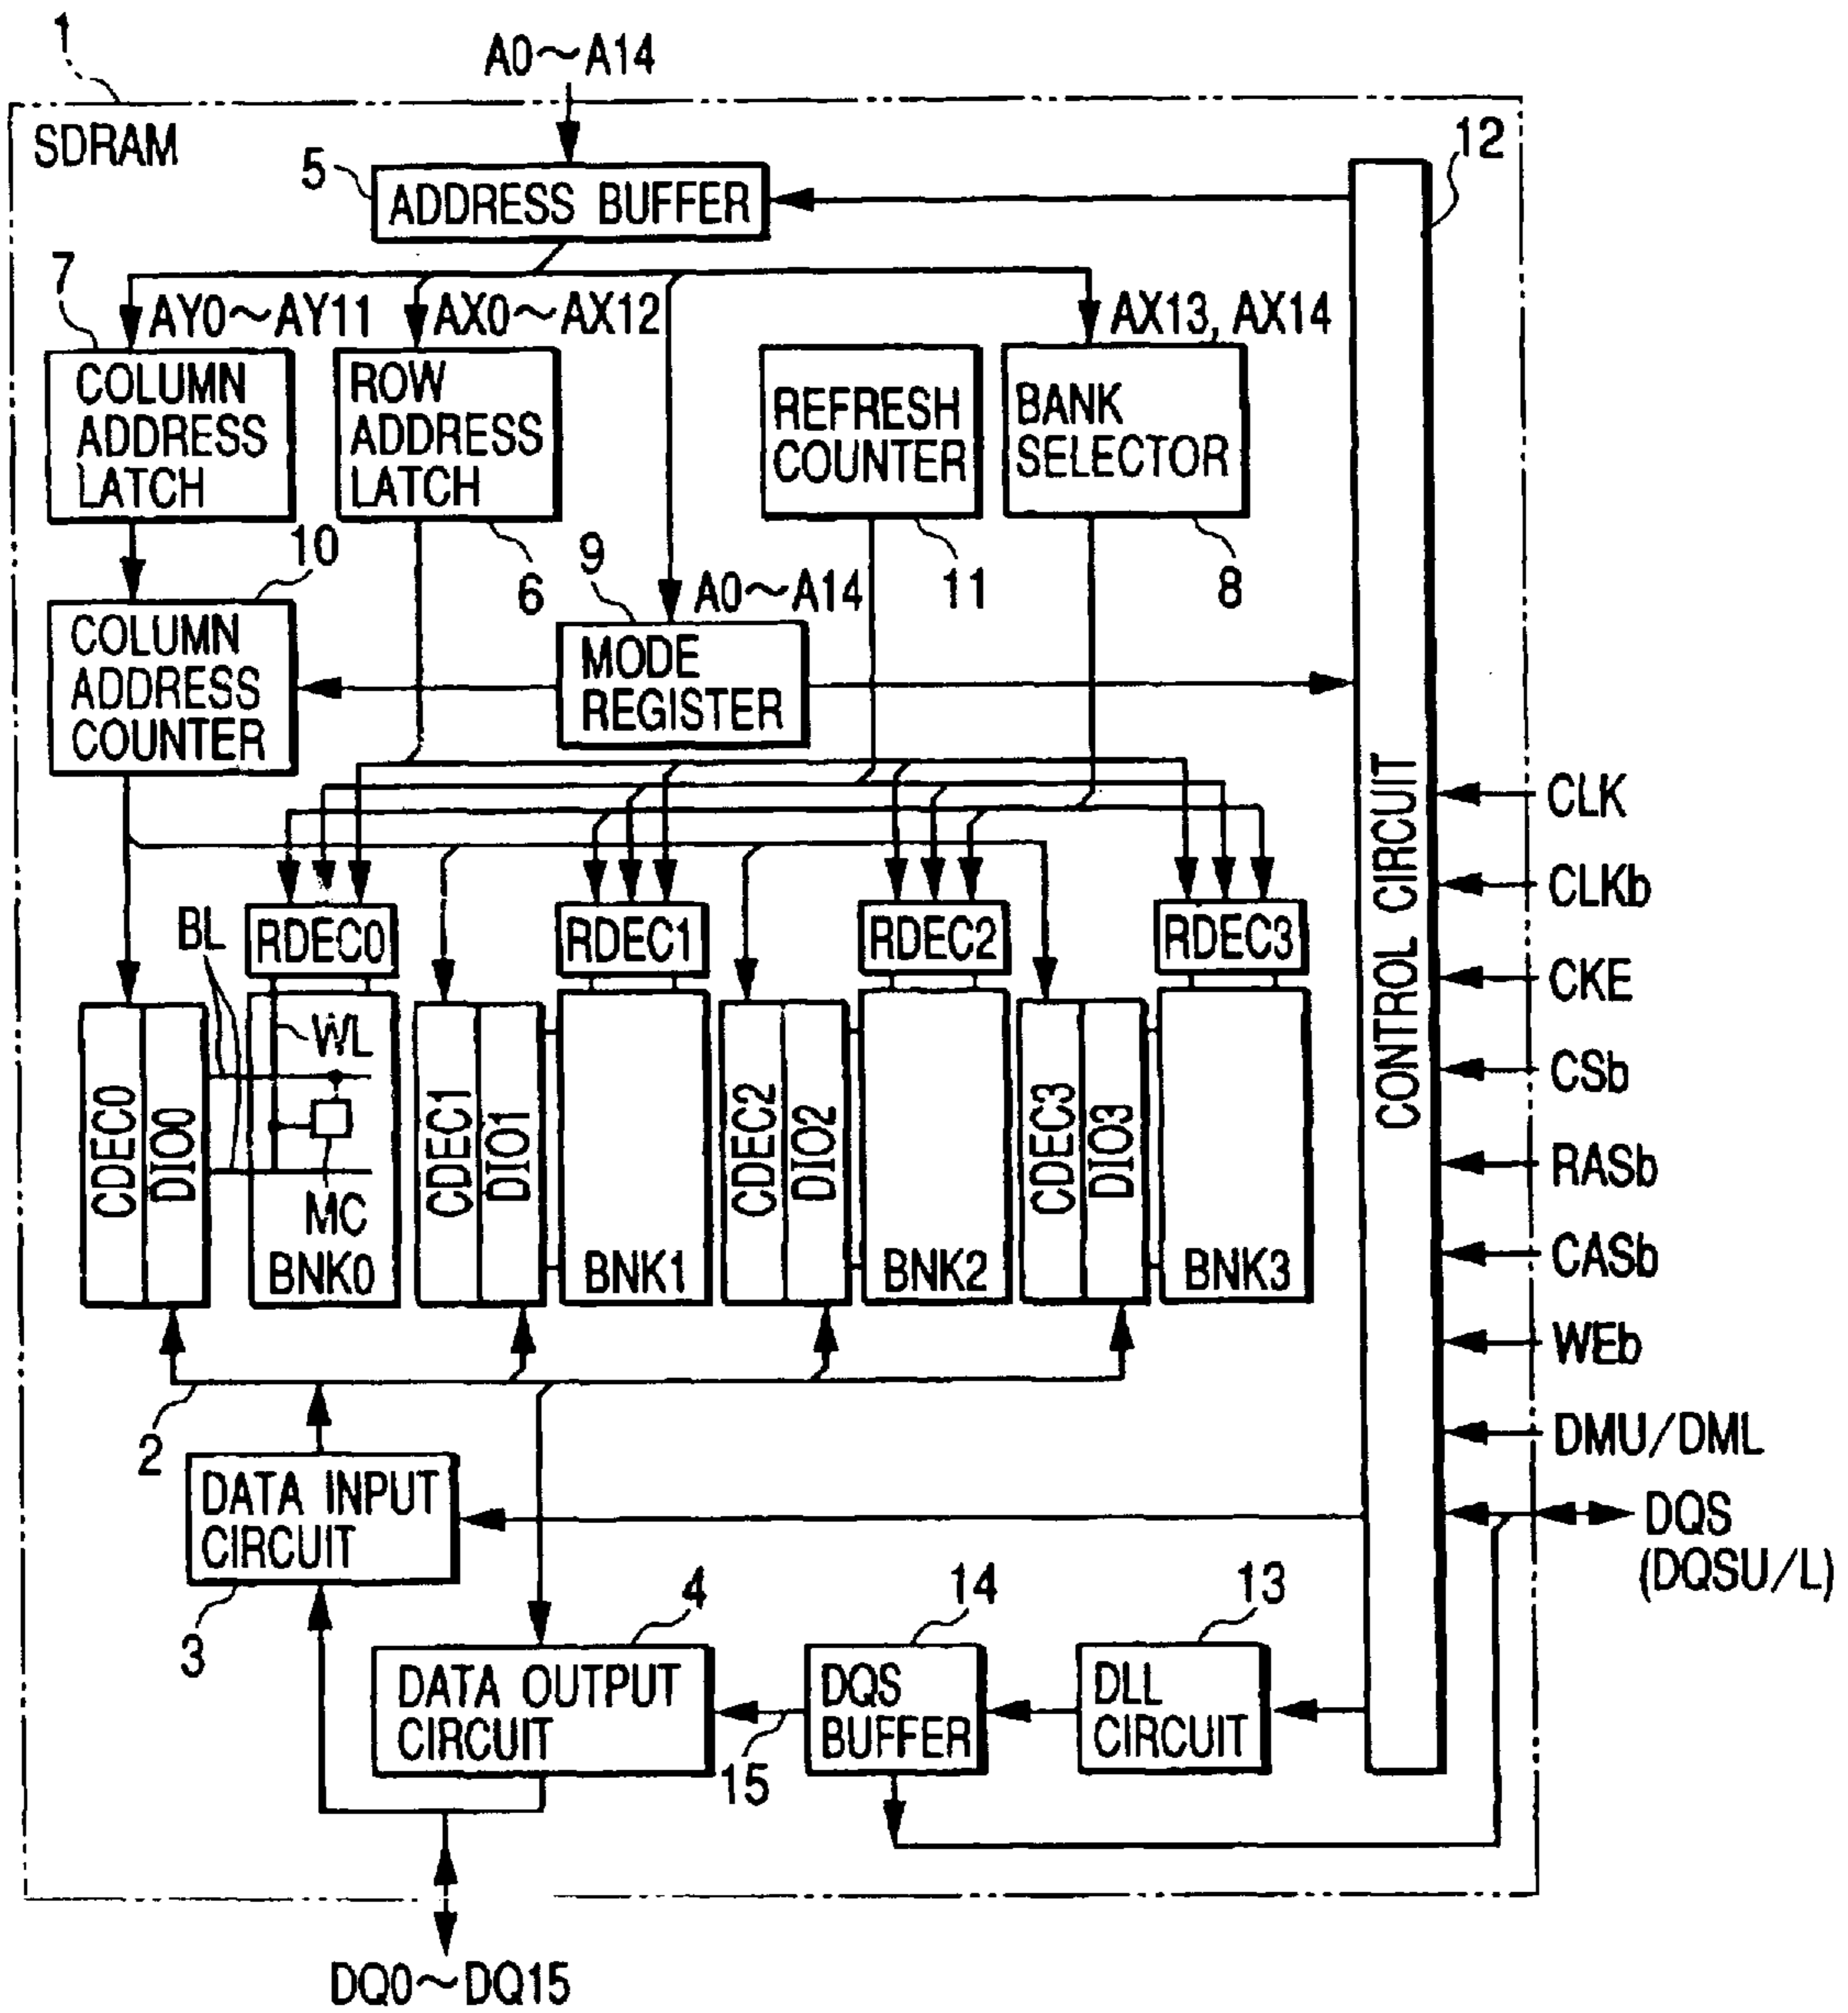 1
A0~A14
SDRAM
12
5
ADDRESS BUFFER
7
AY0~AY11
AX0~AX12
AX13, AX14
COLUMN
ADDRESS
LATCH
ROW
ADDRESS
LATCH
REFRESH
COUNTER
BANK
SELECTOR
10
6
9
A0~A14
11
8
COLUMN
ADDRESS
COUNTER
MODE
REGISTER
CONTROL CIRCUIT
CLK
CLKb
CKE
CSb
RASb
CASb
WEb
DMU/DML
DQS
(DQSU/L)
BL
RDEC0
RDEC1
RDEC2
RDEC3
WL
CDEC0
DIO0
MC
BNK0
CDEC1
DIO1
BNK1
CDEC2
DIO2
BNK2
CDEC3
DIO3
BNK3
2
DATA INPUT
CIRCUIT
3
4
14
13
DATA OUTPUT
CIRCUIT
15
DQS
BUFFER
DLL
CIRCUIT
DQ0~DQ15